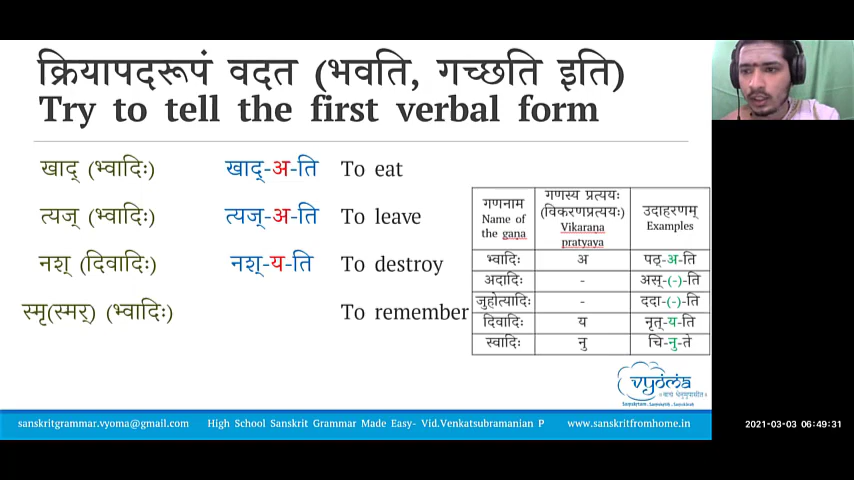 क्रियापदरूपं वदत (भवति, गच्छति इति)
Try to tell the first verbal form
खाद् (भ्वादिः) खाद्-अ-ति To eat
त्यज् (भ्वादिः) त्यज्-अ-ति To leave
नश् (दिवादिः) नश्-य-ति To destroy
स्मृ(स्मर्) (भ्वादिः) To remember
गणनाम
Name of
the gana
गणस्य प्रत्ययः
(विकरणप्रत्ययः)
Vikarana
pratyaya
उदाहरणम्
Examples
भ्वादिः अ पठ्-अ-ति
अदादिः - अस्-(-)-ति
जुहोत्यादिः - ददा-(-)-ति
दिवादिः य नृत्-य-ति
स्वादिः नु चि-नु-ते
vyoma
sanskritgrammar.vyoma@gmail.com High School Sanskrit Grammar Made Easy- Vid.Venkatsubramanian P www.sanskritfromhome.in
2021-03-03 06:49:31